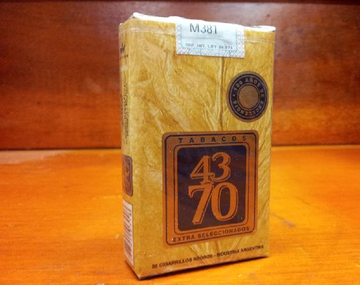 M381
TABACOS
43
70
EXTRA SELECCIONADOS
20 CIGARRILLOS NEGROS - INDUSTRIA ARGENTINA